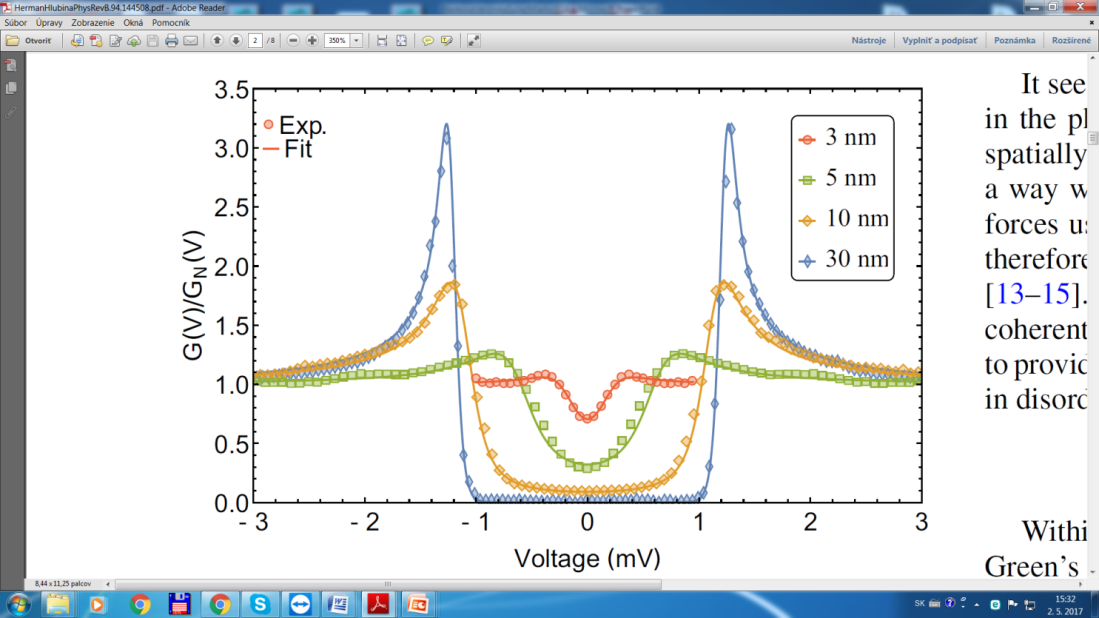 HermanHlubinaPhysRevB.94.144508.pdf - Adobe Reader
Súbor Úpravy Zobrazenie Okná Pomocník
Otvoriť 2 / 8 350% Nástroje Vyplniť a podpísať Poznámka Rozšírené
3.5
3.0
2.5
2.0
1.5
1.0
0.5
0.0
G(V)/G_N(V)
Exp.
Fit
3 nm
5 nm
10 nm
30 nm
- 3 - 2 - 1 0 1 2 3
Voltage (mV)
It see
in the pl
spatially
a way w
forces u
therefore
[13–15].
coherent
to provid
in disord
Withi
Green's
8,44 x 11,25 palcov
SK 15:32
2. 5. 2017